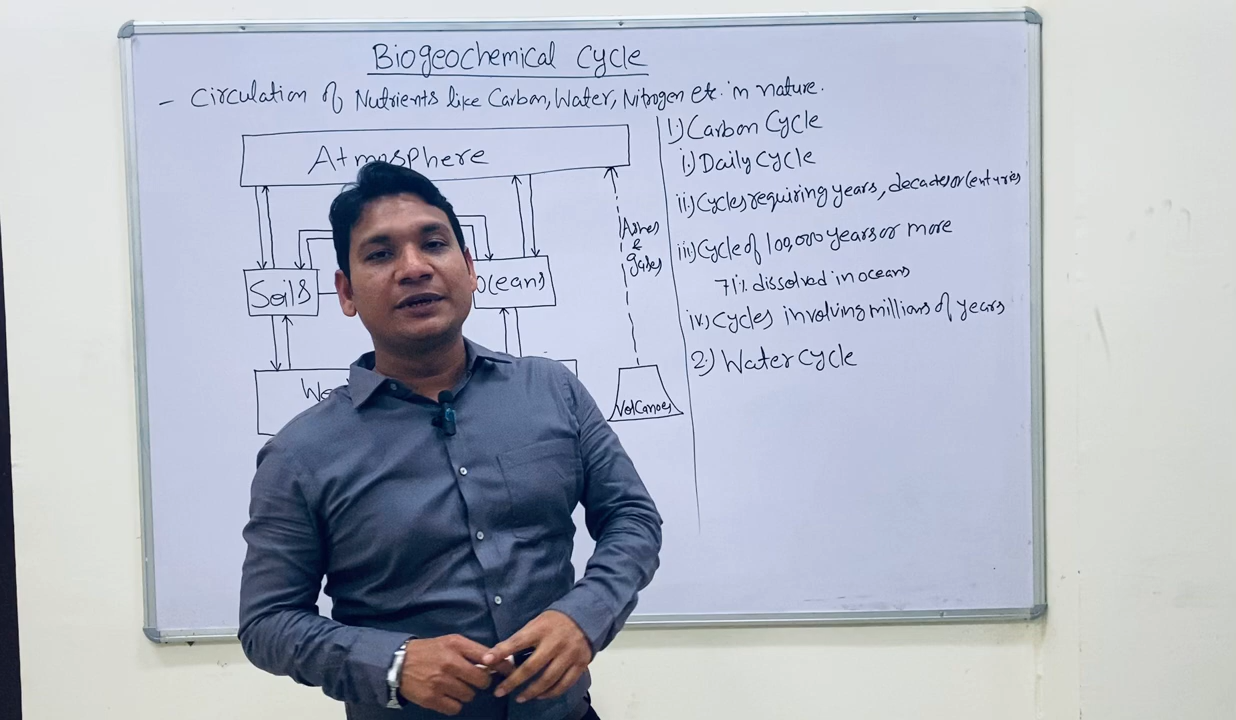 Biogeochemical Cycle
- Circulation of Nutrients like Carbon, Water, Nitrogen etc. in nature.
Atmosphere
Soils
Oceans
Ashes
&
gases
Volcanoes
1.) Carbon Cycle
i.) Daily Cycle
ii.) Cycles requiring years, decades or Centuries
iii.) Cycle of 100,000 years or more
71% dissolved in oceans
iv.) Cycles involving millions of years
2.) Water Cycle